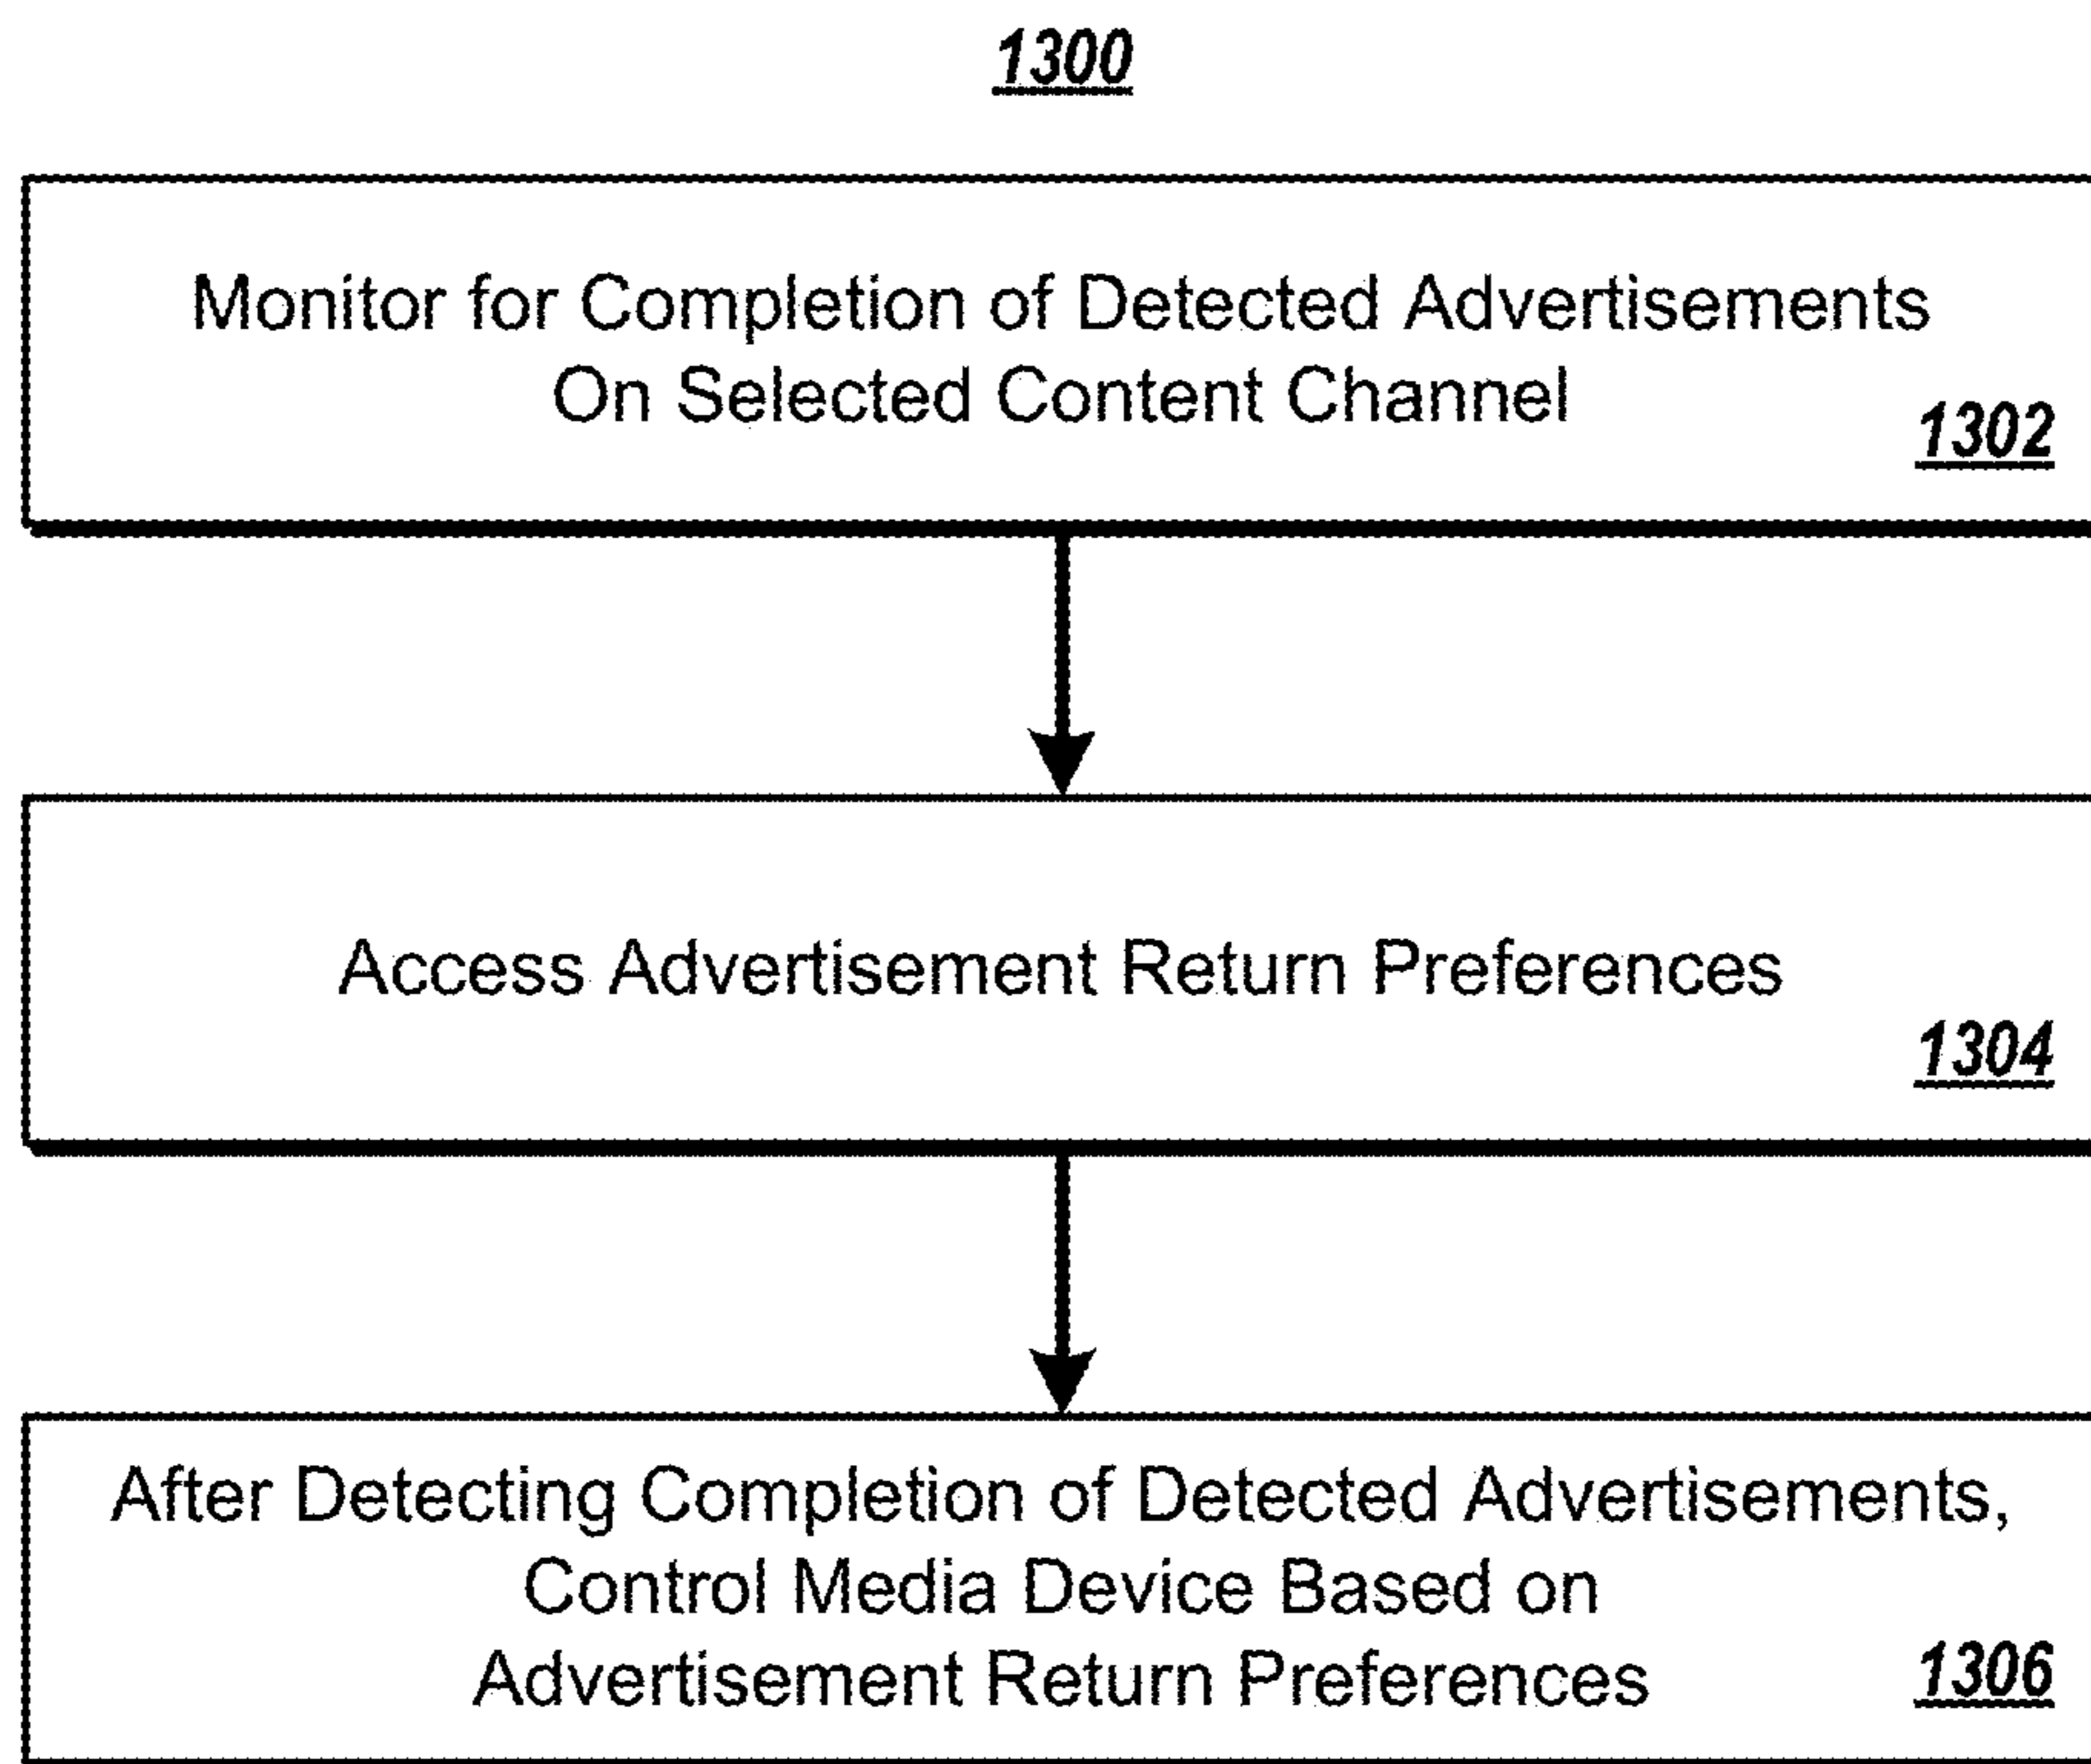 1300
Monitor for Completion of Detected Advertisements
On Selected Content Channel
1302
Access Advertisement Return Preferences
1304
After Detecting Completion of Detected Advertisements,
Control Media Device Based on
Advertisement Return Preferences
1306